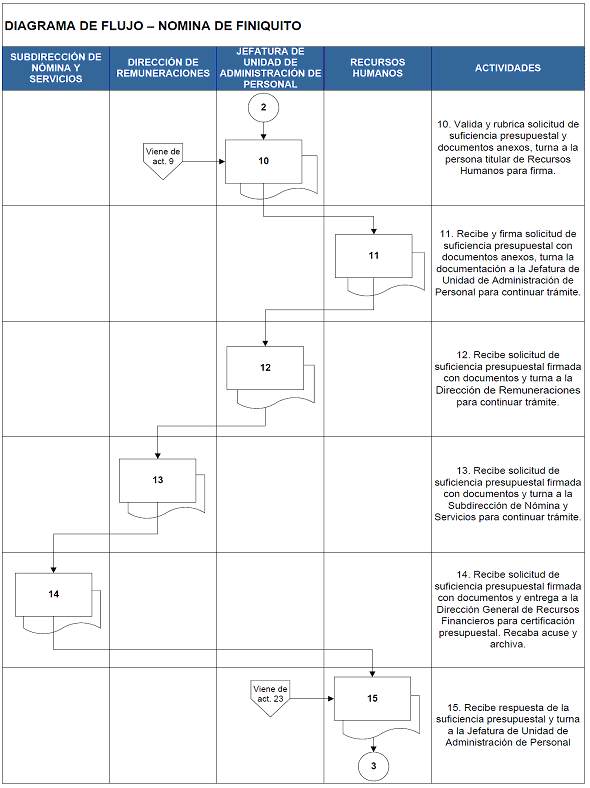 DIAGRAMA DE FLUJO – NOMINA DE FINIQUITO
SUBDIRECCIÓN DE
NÓMINA Y
SERVICIOS
DIRECCIÓN DE
REMUNERACIONES
JEFATURA DE
UNIDAD DE
ADMINISTRACIÓN DE
PERSONAL
RECURSOS
HUMANOS
ACTIVIDADES
2
Viene de
act. 9
10
10. Valida y rubrica solicitud de
suficiencia presupuestal y
documentos anexos, turna a la
persona titular de Recursos
Humanos para firma.
11
11. Recibe y firma solicitud de
suficiencia presupuestal con
documentos anexos, turna la
documentación a la Jefatura de
Unidad de Administración de
Personal para continuar trámite.
12
12. Recibe solicitud de
suficiencia presupuestal firmada
con documentos y turna a la
Dirección de Remuneraciones
para continuar trámite.
13
13. Recibe solicitud de
suficiencia presupuestal firmada
con documentos y turna a la
Subdirección de Nómina y
Servicios para continuar trámite.
14
14. Recibe solicitud de
suficiencia presupuestal firmada
con documentos y entrega a la
Dirección General de Recursos
Financieros para certificación
presupuestal. Recaba acuse y
archiva.
Viene de
act. 23
15
15. Recibe respuesta de la
suficiencia presupuestal y turna
a la Jefatura de Unidad de
Administración de Personal
3